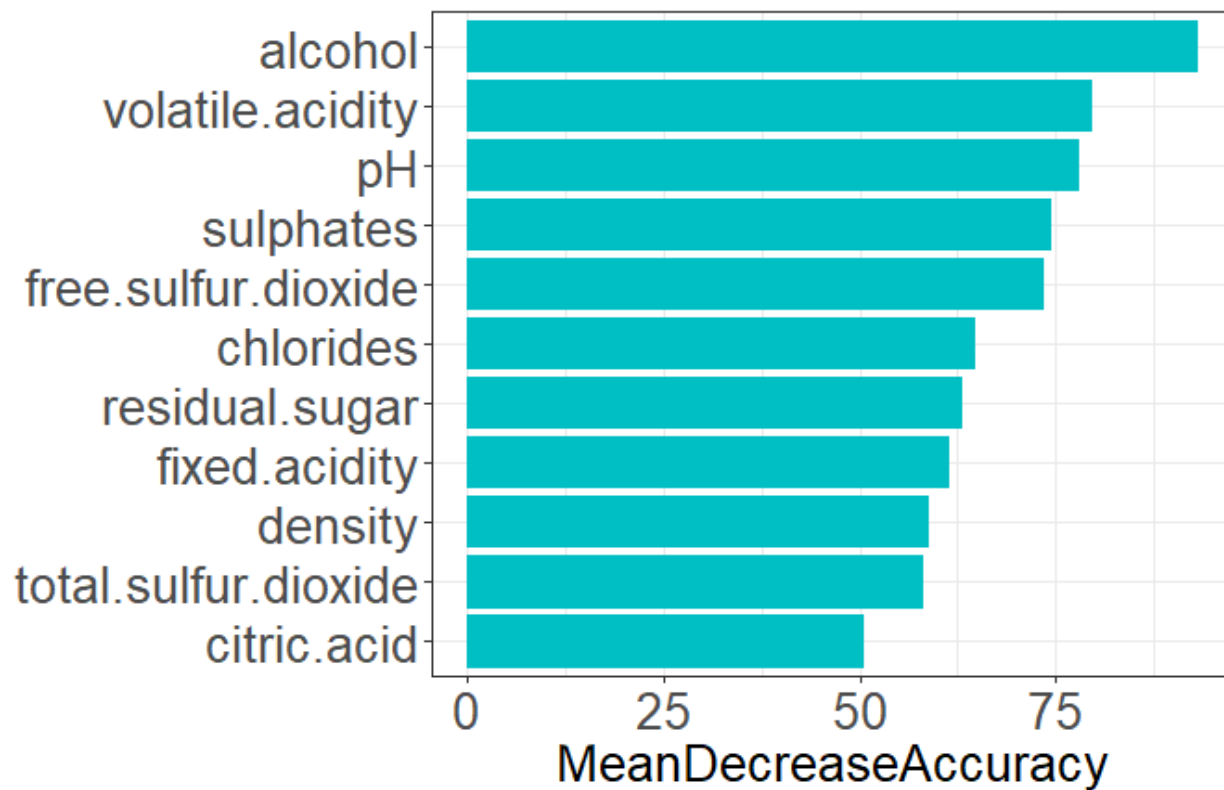 alcohol
volatile.acidity
pH
sulphates
free.sulfur.dioxide
chlorides
residual.sugar
fixed.acidity
density
total.sulfur.dioxide
citric.acid
0 25 50 75
MeanDecreaseAccuracy